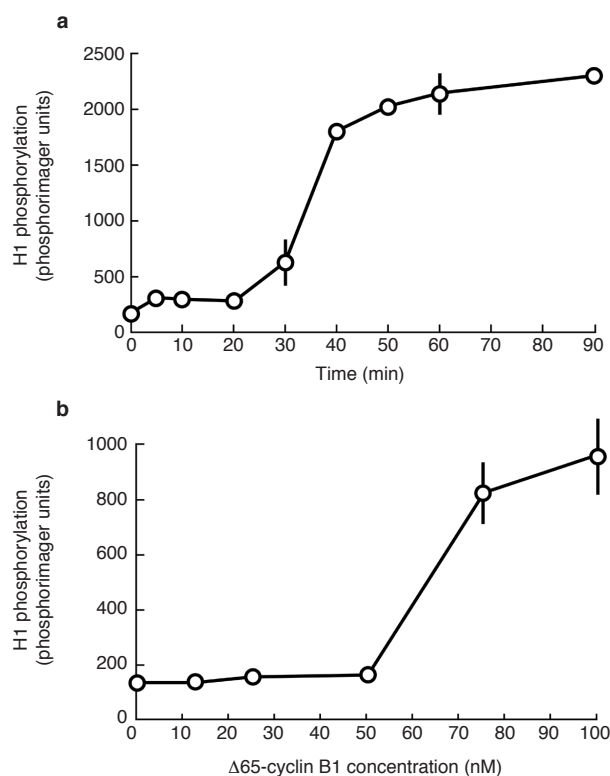 a
2500
2000
1500
1000
500
0
H1 phosphorylation
(phosphorimager units)
0 10 20 30 40 50 60 70 80 90
Time (min)
b
1000
800
600
400
200
0
H1 phosphorylation
(phosphorimager units)
0 10 20 30 40 50 60 70 80 90 100
Δ65-cyclin B1 concentration (nM)